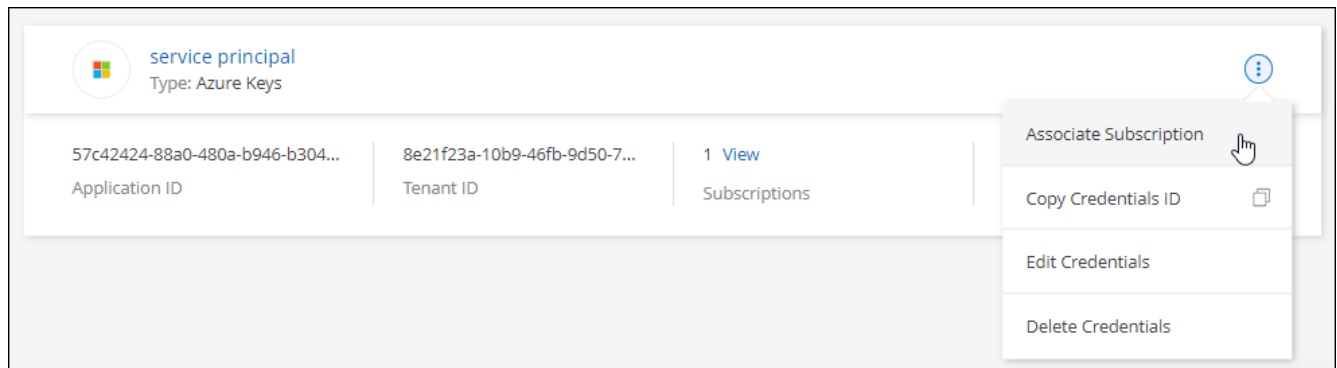 service principal
Type: Azure Keys
57c42424-88a0-480a-b946-b304...
Application ID
8e21f23a-10b9-46fb-9d50-7...
Tenant ID
1 View
Subscriptions
Associate Subscription
Copy Credentials ID
Edit Credentials
Delete Credentials